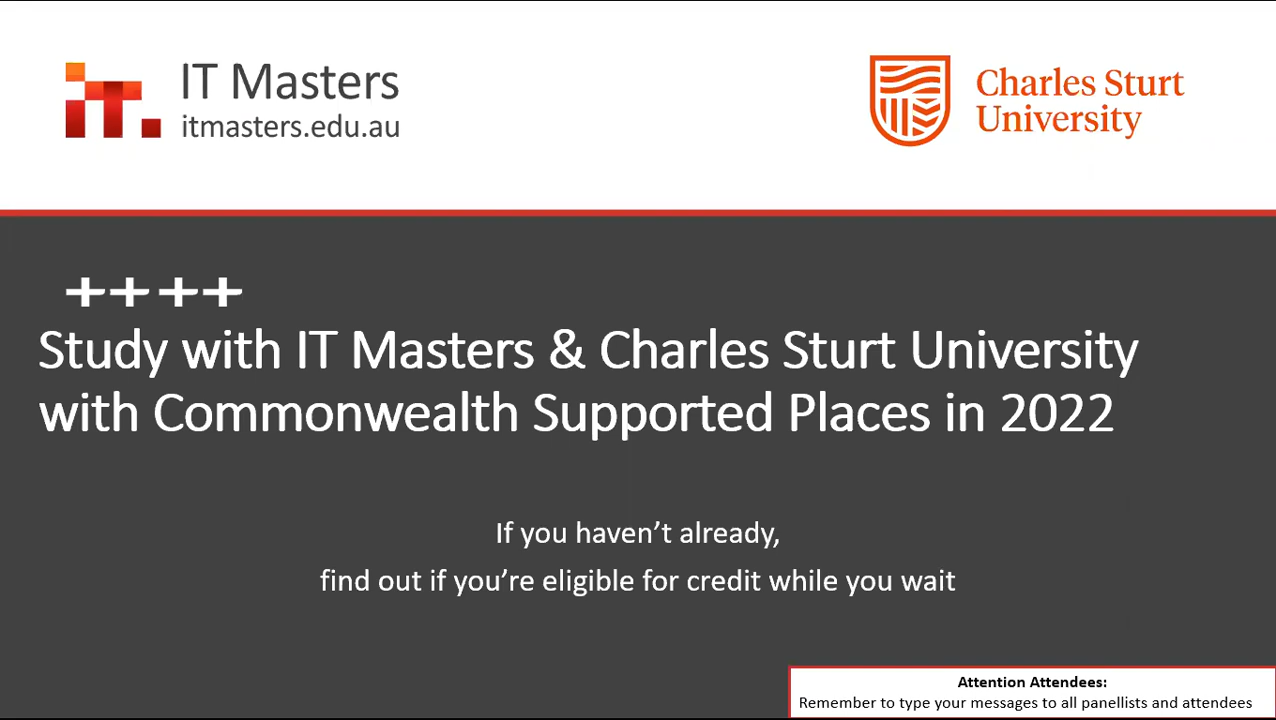 IT Masters
itmasters.edu.au
Charles Sturt
University
++++
Study with IT Masters & Charles Sturt University
with Commonwealth Supported Places in 2022
If you haven’t already,
find out if you’re eligible for credit while you wait
Attention Attendees:
Remember to type your messages to all panellists and attendees